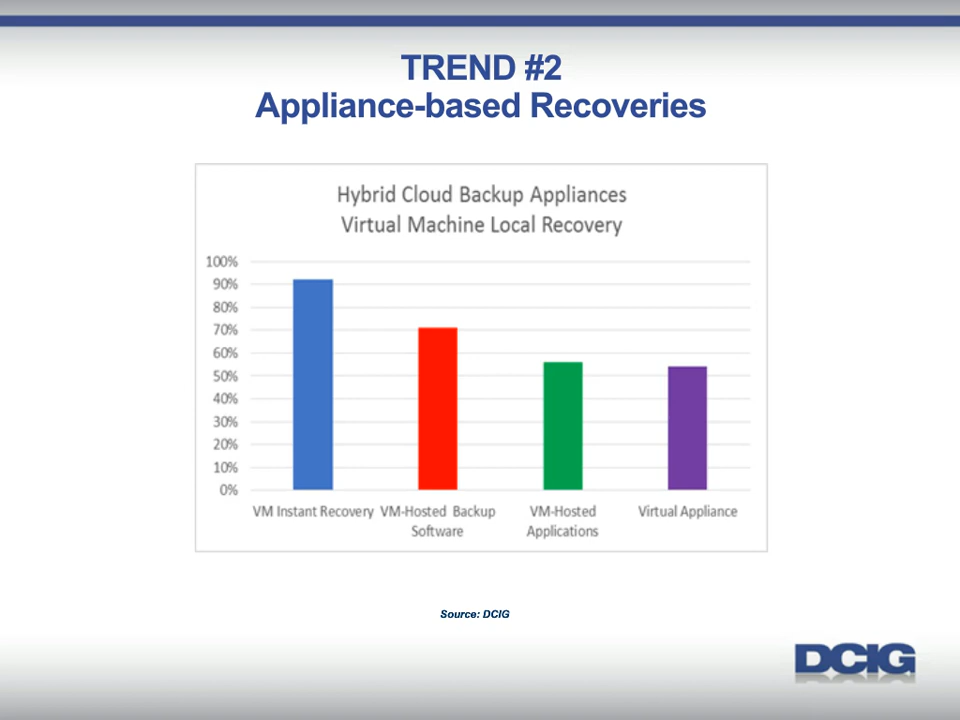 TREND #2
Appliance-based Recoveries
Hybrid Cloud Backup Appliances
Virtual Machine Local Recovery
100%
90%
80%
70%
60%
50%
40%
30%
20%
10%
0%
VM Instant Recovery VM-Hosted Backup Software VM-Hosted Applications Virtual Appliance
Source: DCIG
DCIG